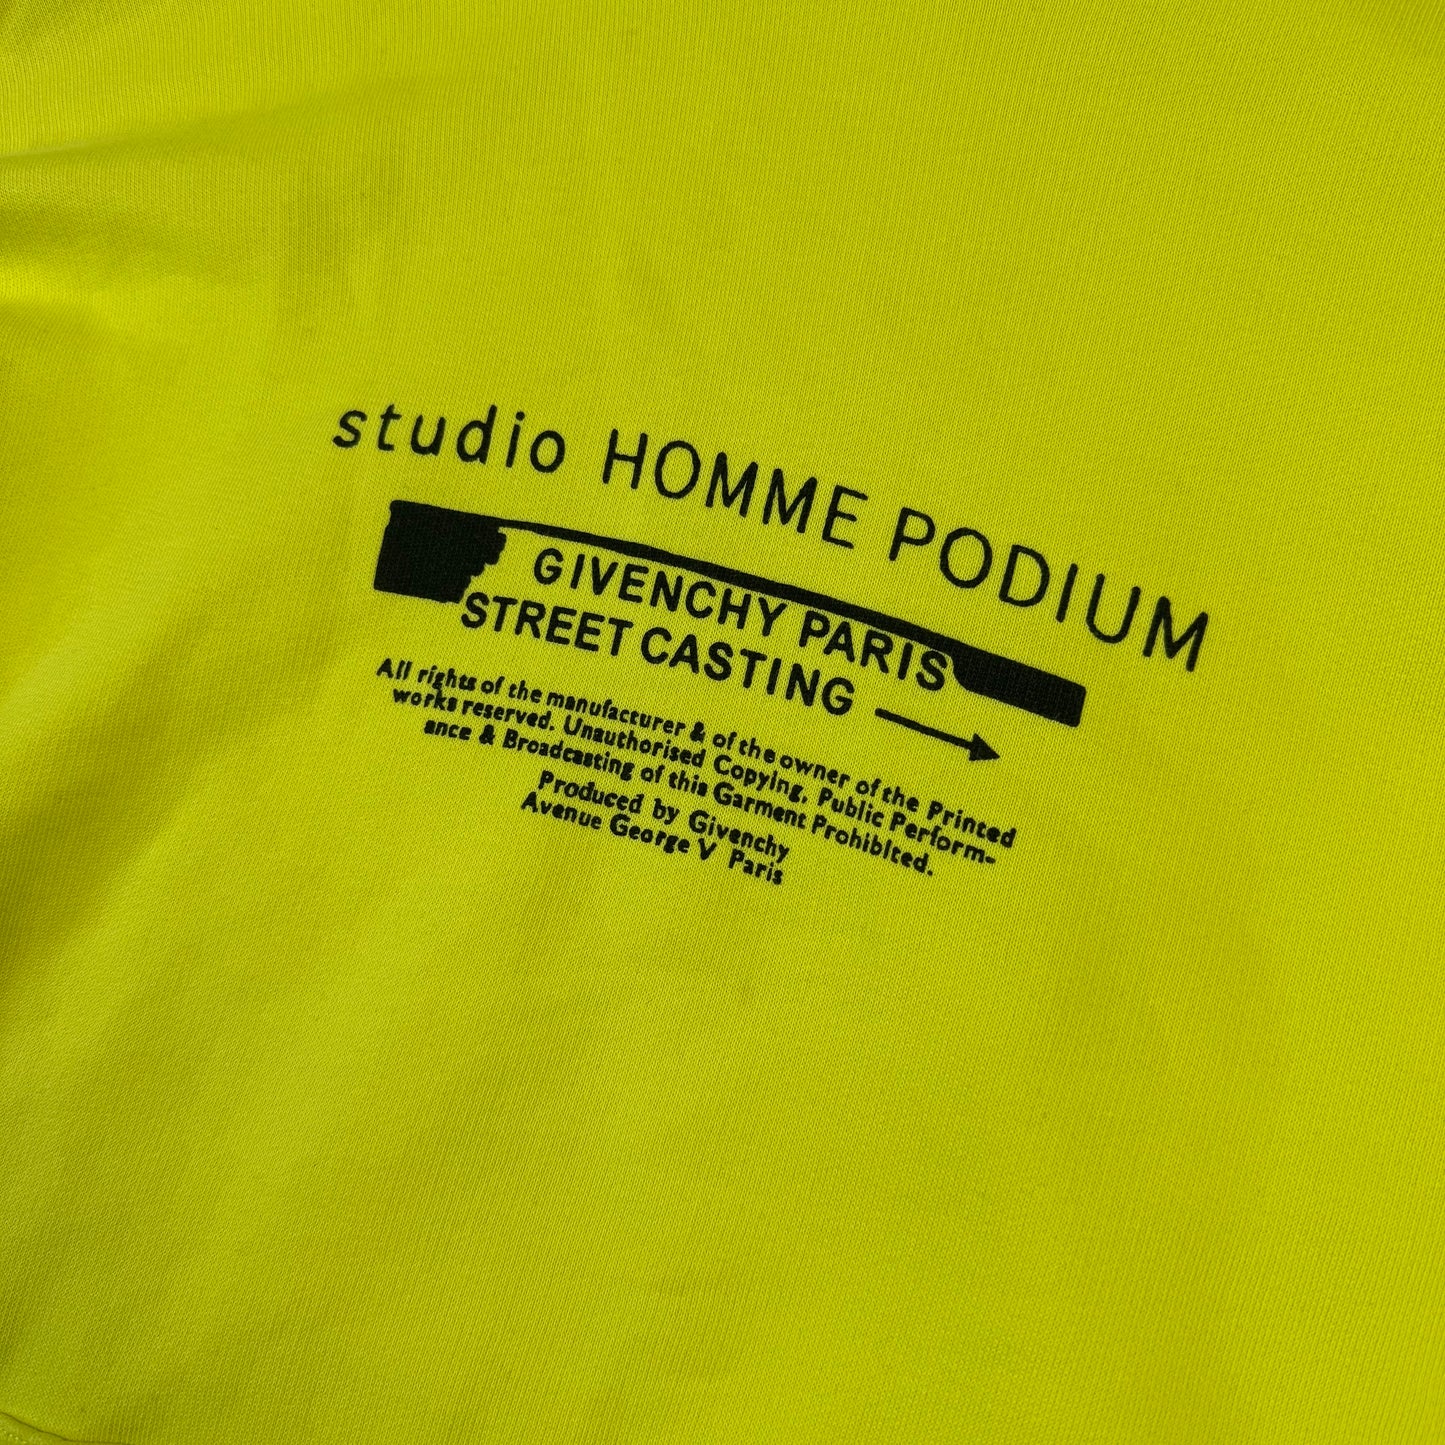 studio HOMME PODIUM
GIVENCHY PARIS
STREET CASTING
All rights of the manufacturer & of the owner of the Printed
works reserved. Unauthorised Copying, Public Perform-
ance & Broadcasting of this Garment Prohibited.
Produced by Givenchy
Avenue George V Paris